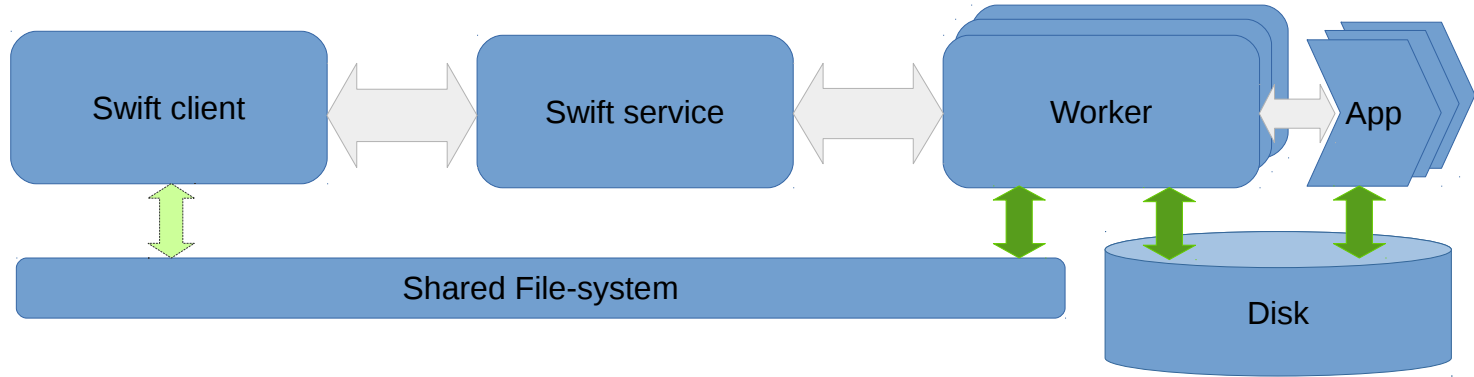 Swift client
Swift service
Worker
App
Shared File-system
Disk